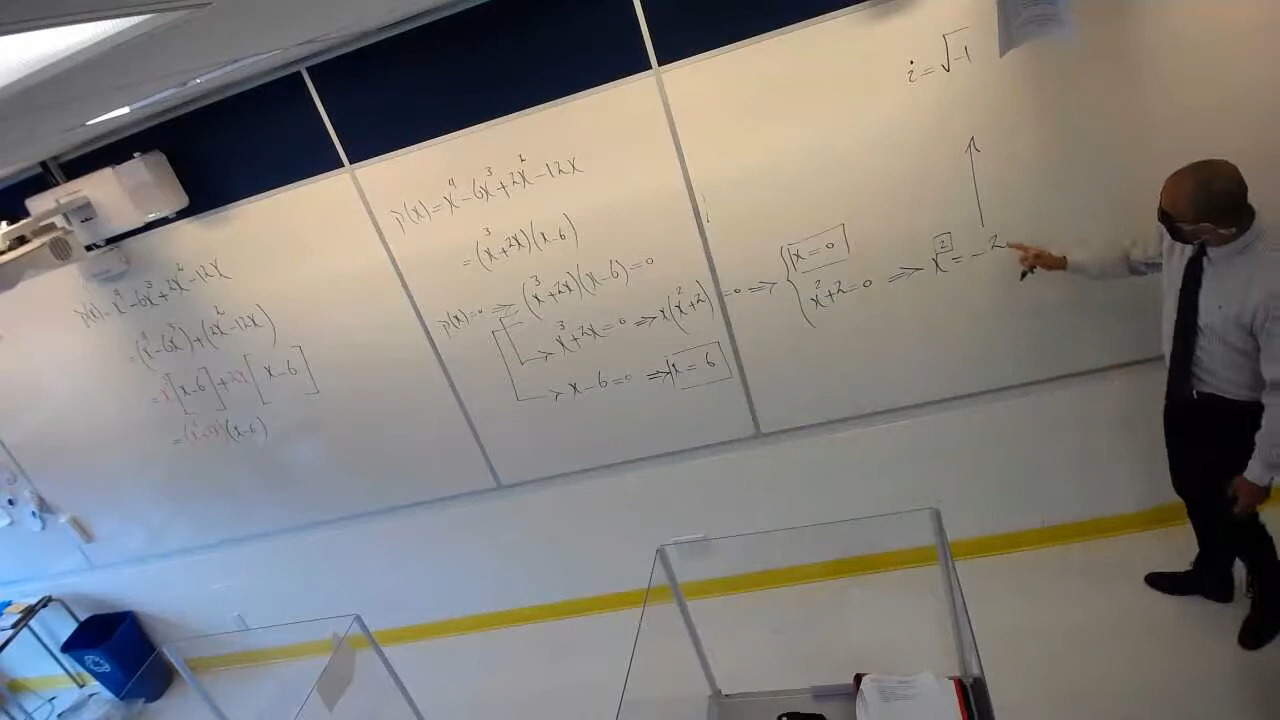 p(x) = x⁴ - 6x³ + 2x² - 12x
= (x⁴ - 6x³) + (2x² - 12x)
= x³[x - 6] + 2x[x - 6]
= (x³ + 2x)(x - 6)
p(x) = x⁴ - 6x³ + 2x² - 12x
= (x³ + 2x)(x - 6)
p(x) = 0 => (x³ + 2x)(x - 6) = 0
=> x³ + 2x = 0 => x(x² + 2) = 0 => { x = 0
x² + 2 = 0 => x² = -2
=> x - 6 = 0 => x = 6
i = √-1